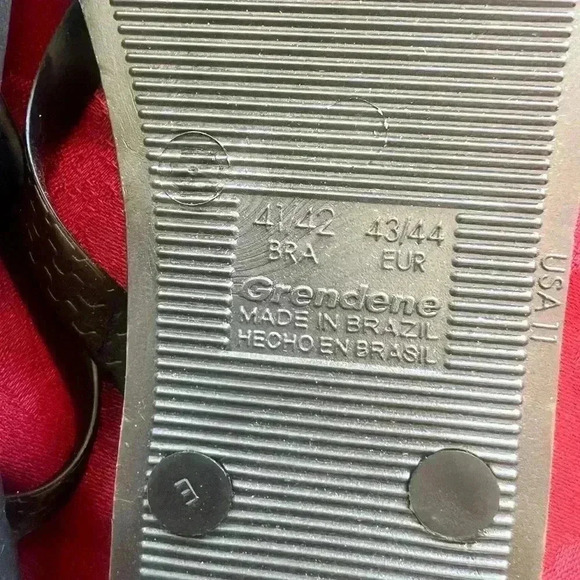 41/42 43/44
BRA EUR
Grendene
MADE IN BRAZIL
HECHO EN BRASIL
USA 11
E